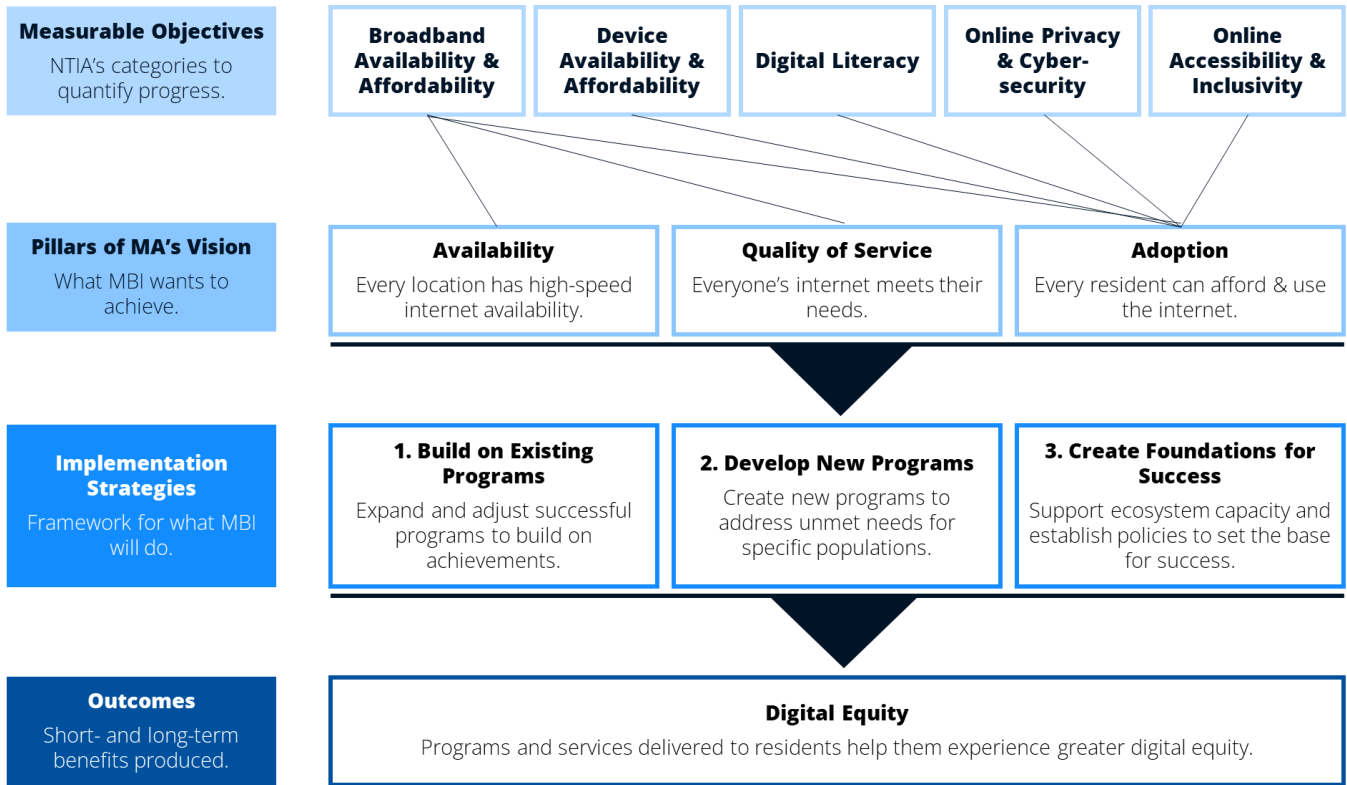 Measurable Objectives
NTIA’s categories to
quantify progress.
Broadband
Availability &
Affordability
Device
Availability &
Affordability
Digital Literacy
Online Privacy
& Cyber-
security
Online
Accessibility &
Inclusivity
Pillars of MA’s Vision
What MBI wants to
achieve.
Availability
Every location has high-speed
internet availability.
Quality of Service
Everyone’s internet meets their
needs.
Adoption
Every resident can afford & use
the internet.
Implementation
Strategies
Framework for what MBI
will do.
1. Build on Existing
Programs
Expand and adjust successful
programs to build on
achievements.
2. Develop New Programs
Create new programs to
address unmet needs for
specific populations.
3. Create Foundations for
Success
Support ecosystem capacity and
establish policies to set the base
for success.
Outcomes
Short- and long-term
benefits produced.
Digital Equity
Programs and services delivered to residents help them experience greater digital equity.